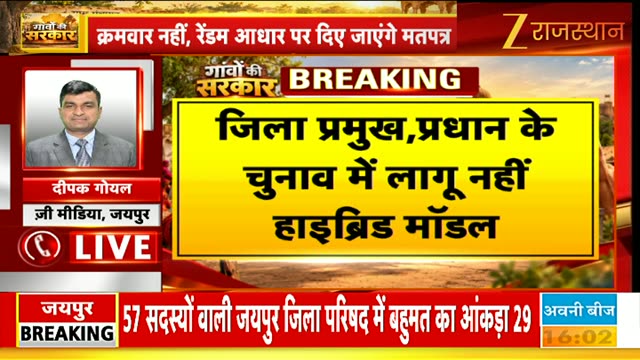 गांवों की
सरकार
क्रमवार नहीं, रेंडम आधार पर दिए जाएंगे मतपत्र
Z राजस्थान
गांवों की
सरकार
BREAKING
जिला प्रमुख,प्रधान के
चुनाव में लागू नहीं
हाइब्रिड मॉडल
दीपक गोयल
ज़ी मीडिया, जयपुर
LIVE
जयपुर
BREAKING
57 सदस्यों वाली जयपुर जिला परिषद में बहुमत का आंकड़ा 29
अवनी बीज
16:02